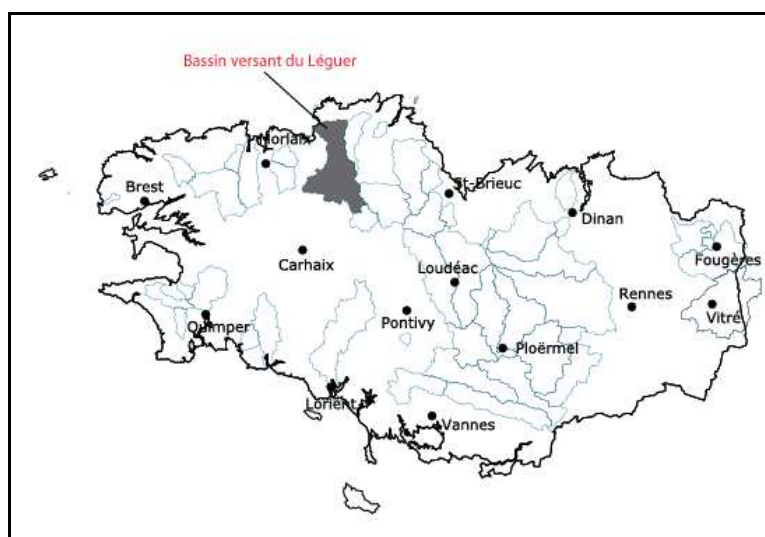 Bassin versant du Léguer
Morlaix
Brest
St-Brieuc
Dinan
Carhaix
Loudéac
Fougères
Rennes
Vitré
Quimper
Pontivy
Ploërmel
Lorient
Vannes